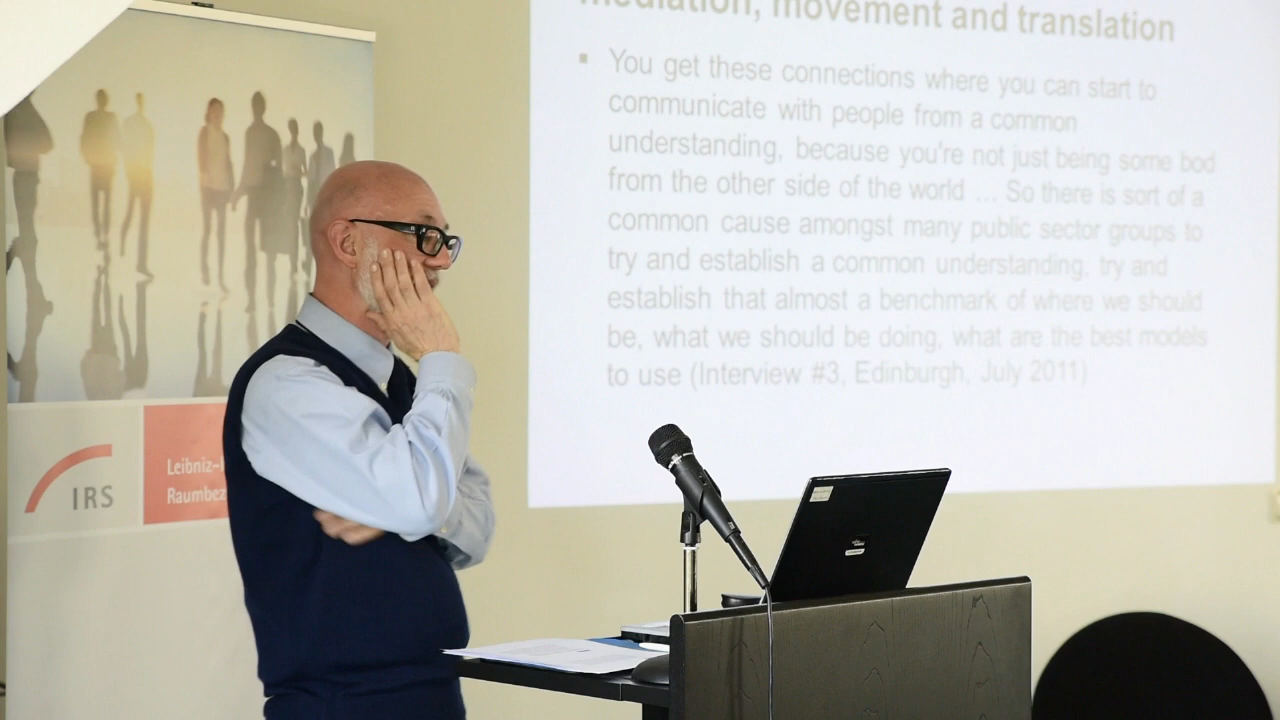 mediation, movement and translation
▪ You get these connections where you can start to
communicate with people from a common
understanding, because you're not just being some bod
from the other side of the world … So there is sort of a
common cause amongst many public sector groups to
try and establish a common understanding, try and
establish that almost a benchmark of where we should
be, what we should be doing, what are the best models
to use (Interview #3, Edinburgh, July 2011)
IRS
Leibniz-
Raumbez